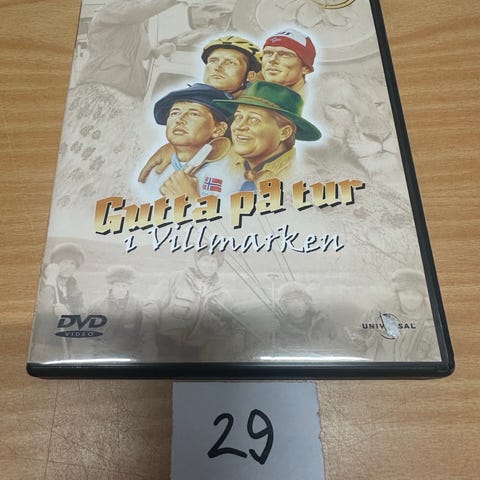 Gutta på tur
i Villmarken
DVD
VIDEO
UNIVERSAL
29